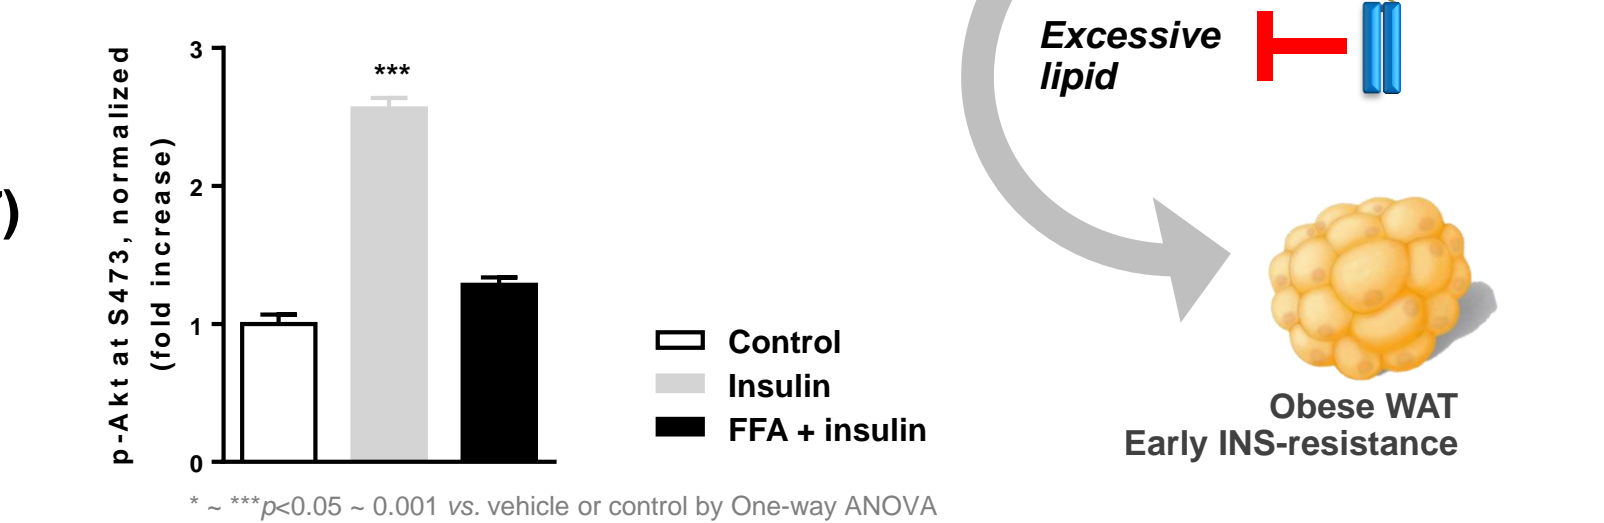 p-Akt at S473, normalized
(fold increase)
3
2
1
0
***
Control
Insulin
FFA + insulin
* ~ ***p<0.05 ~ 0.001 vs. vehicle or control by One-way ANOVA
)
Excessive
lipid
Obese WAT
Early INS-resistance